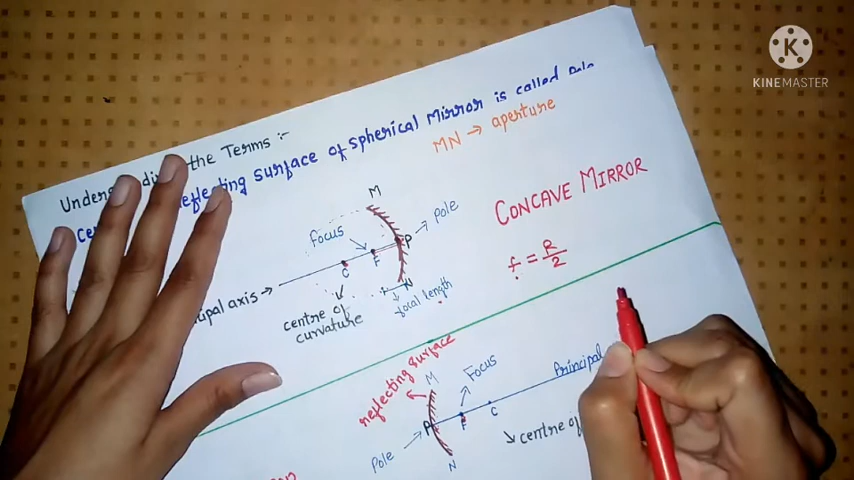 K
KINEMASTER
the Terms :-
reflecting surface of spherical Mirror is called
MN → aperture
M
CONCAVE MIRROR
Pole
Focus
P
C
F
f = R/2
axis →
N
focal length
centre of
curvature
reflecting surface
M
Focus
Principal
P
F
C
Pole
centre of
N